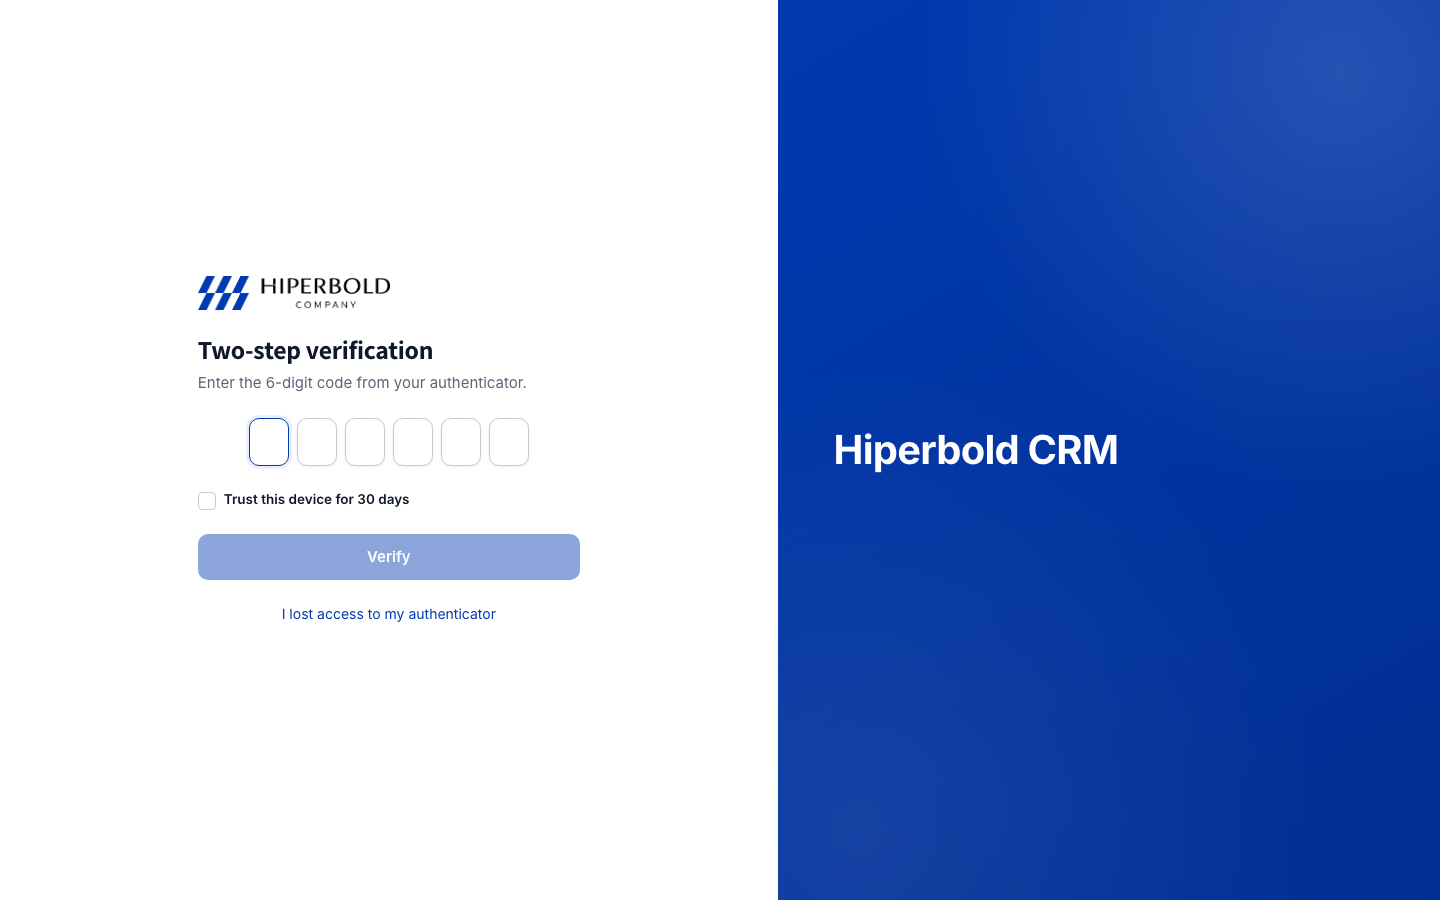 HIPERBOLD
COMPANY
Two-step verification
Enter the 6-digit code from your authenticator.
Trust this device for 30 days
Verify
I lost access to my authenticator
Hiperbold CRM